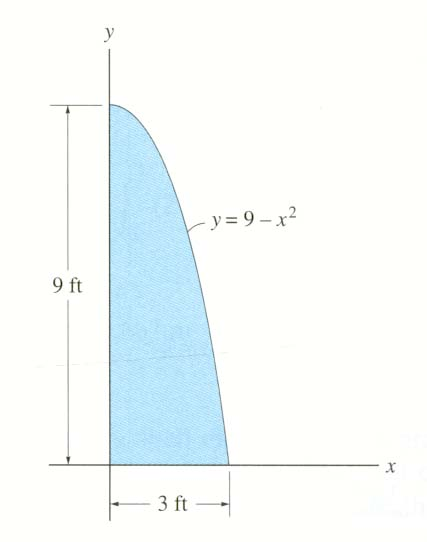 y
y = 9 – x²
9 ft
x
3 ft